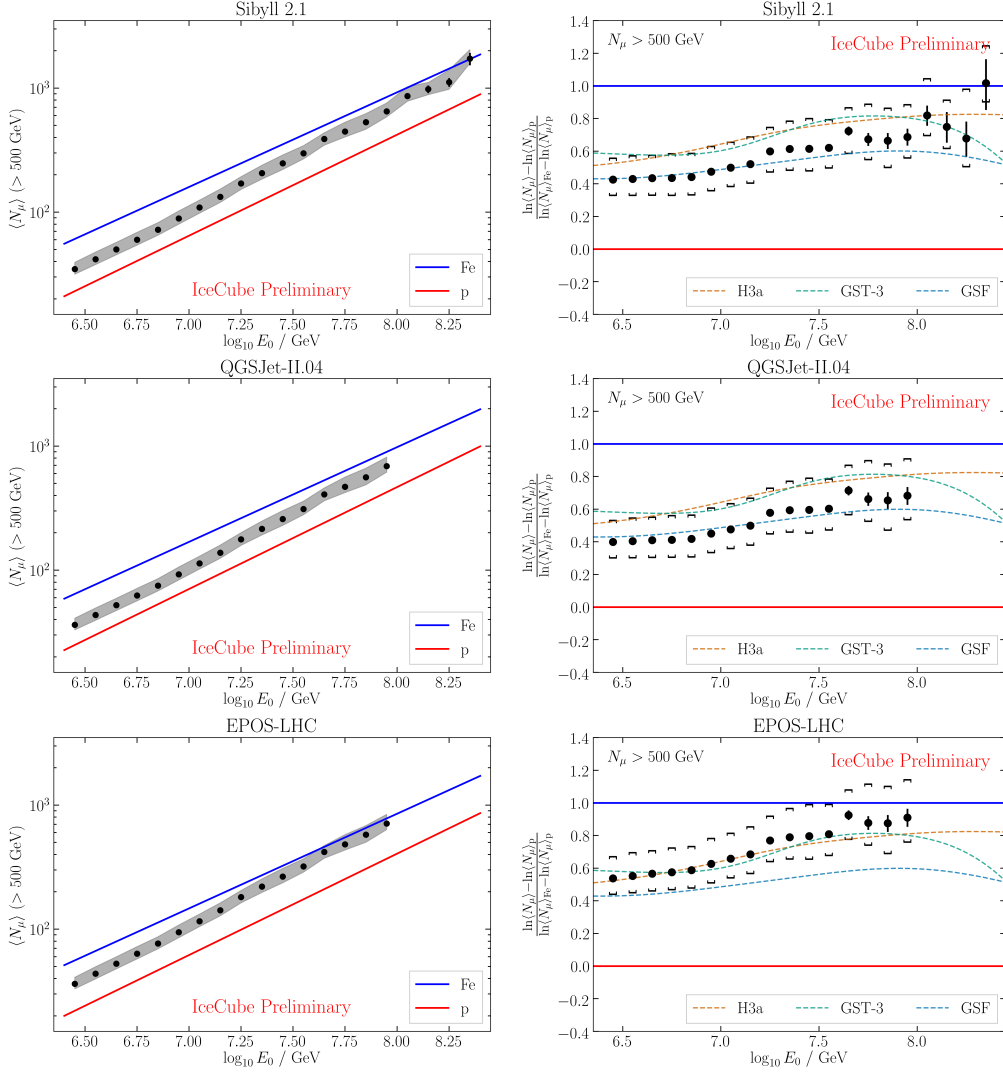 Sibyll 2.1
⟨N_μ⟩ (> 500 GeV)
10^3
10^2
IceCube Preliminary
Fe
p
6.50 6.75 7.00 7.25 7.50 7.75 8.00 8.25
log_10 E_0 / GeV
Sibyll 2.1
N_μ > 500 GeV
IceCube Preliminary
ln⟨N_μ⟩−ln⟨N_μ⟩_p
ln⟨N_μ⟩_Fe−ln⟨N_μ⟩_p
1.4
1.2
1.0
0.8
0.6
0.4
0.2
0.0
−0.2
−0.4
H3a GST-3 GSF
6.5 7.0 7.5 8.0
log_10 E_0 / GeV
QGSJet-II.04
⟨N_μ⟩ (> 500 GeV)
10^3
10^2
IceCube Preliminary
Fe
p
6.50 6.75 7.00 7.25 7.50 7.75 8.00 8.25
log_10 E_0 / GeV
QGSJet-II.04
N_μ > 500 GeV
IceCube Preliminary
ln⟨N_μ⟩−ln⟨N_μ⟩_p
ln⟨N_μ⟩_Fe−ln⟨N_μ⟩_p
1.4
1.2
1.0
0.8
0.6
0.4
0.2
0.0
−0.2
−0.4
H3a GST-3 GSF
6.5 7.0 7.5 8.0
log_10 E_0 / GeV
EPOS-LHC
⟨N_μ⟩ (> 500 GeV)
10^3
10^2
IceCube Preliminary
Fe
p
6.50 6.75 7.00 7.25 7.50 7.75 8.00 8.25
log_10 E_0 / GeV
EPOS-LHC
N_μ > 500 GeV
IceCube Preliminary
ln⟨N_μ⟩−ln⟨N_μ⟩_p
ln⟨N_μ⟩_Fe−ln⟨N_μ⟩_p
1.4
1.2
1.0
0.8
0.6
0.4
0.2
0.0
−0.2
−0.4
H3a GST-3 GSF
6.5 7.0 7.5 8.0
log_10 E_0 / GeV